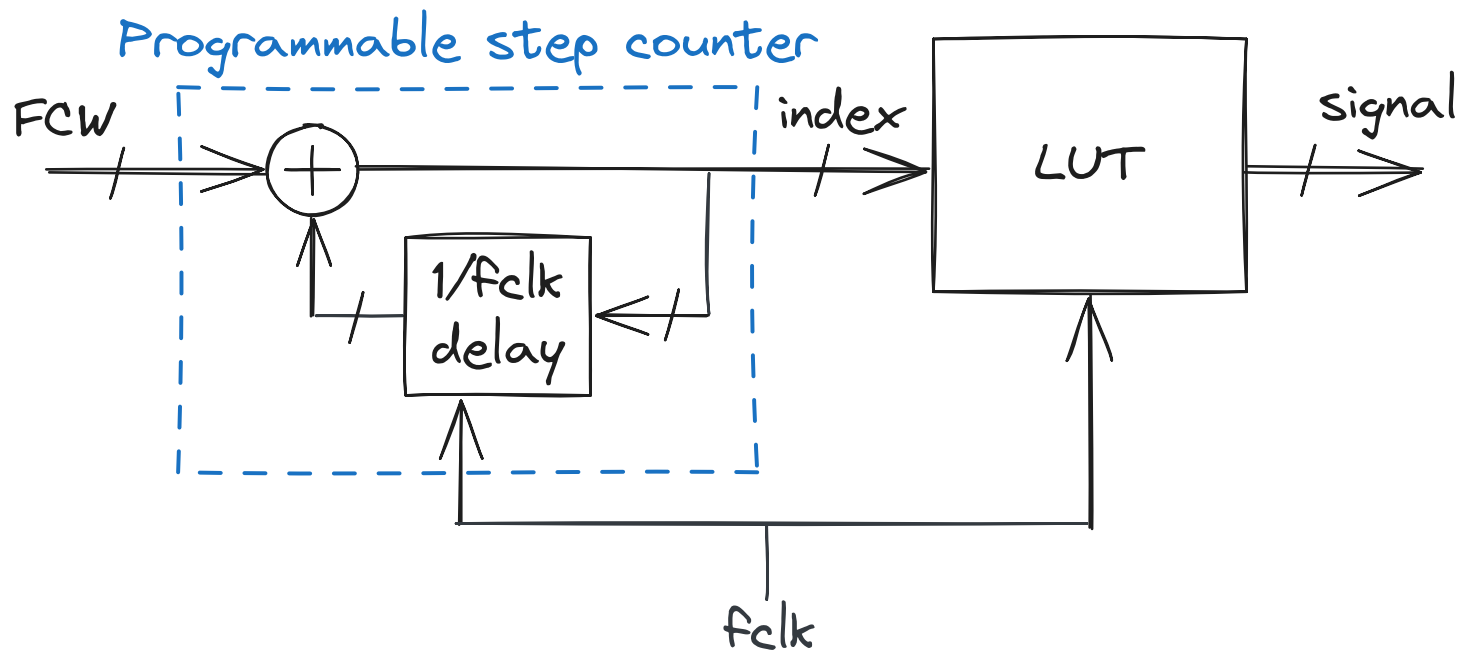 Programmable step counter
FCW
+
index
LUT
signal
1/fclk
delay
fclk